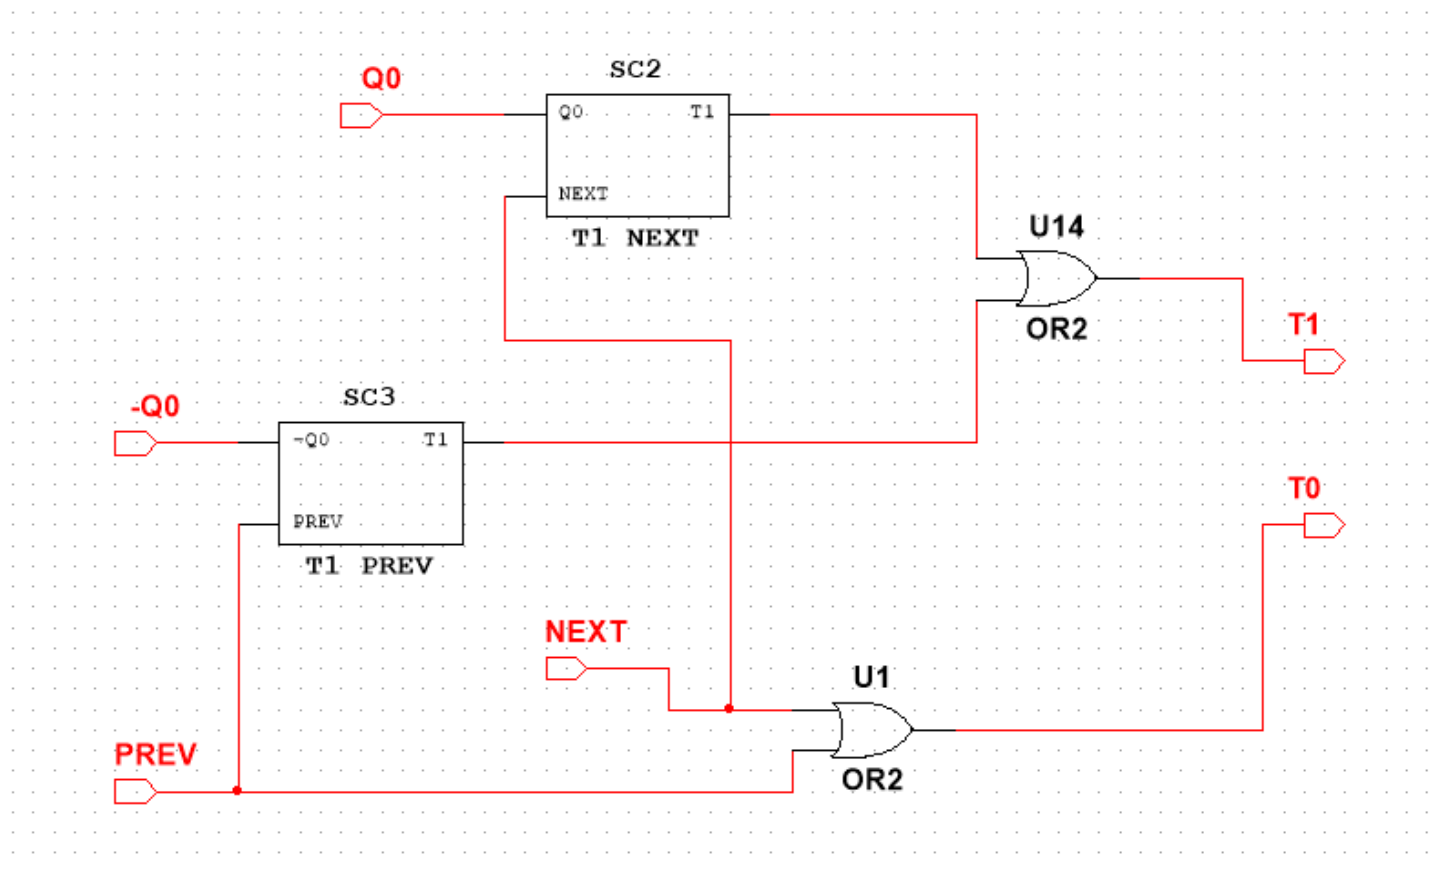 SC2
Q0
Q0 T1
NEXT
T1 NEXT
U14
OR2
T1
SC3
-Q0
~Q0 T1
PREV
T1 PREV
T0
NEXT
U1
PREV
OR2